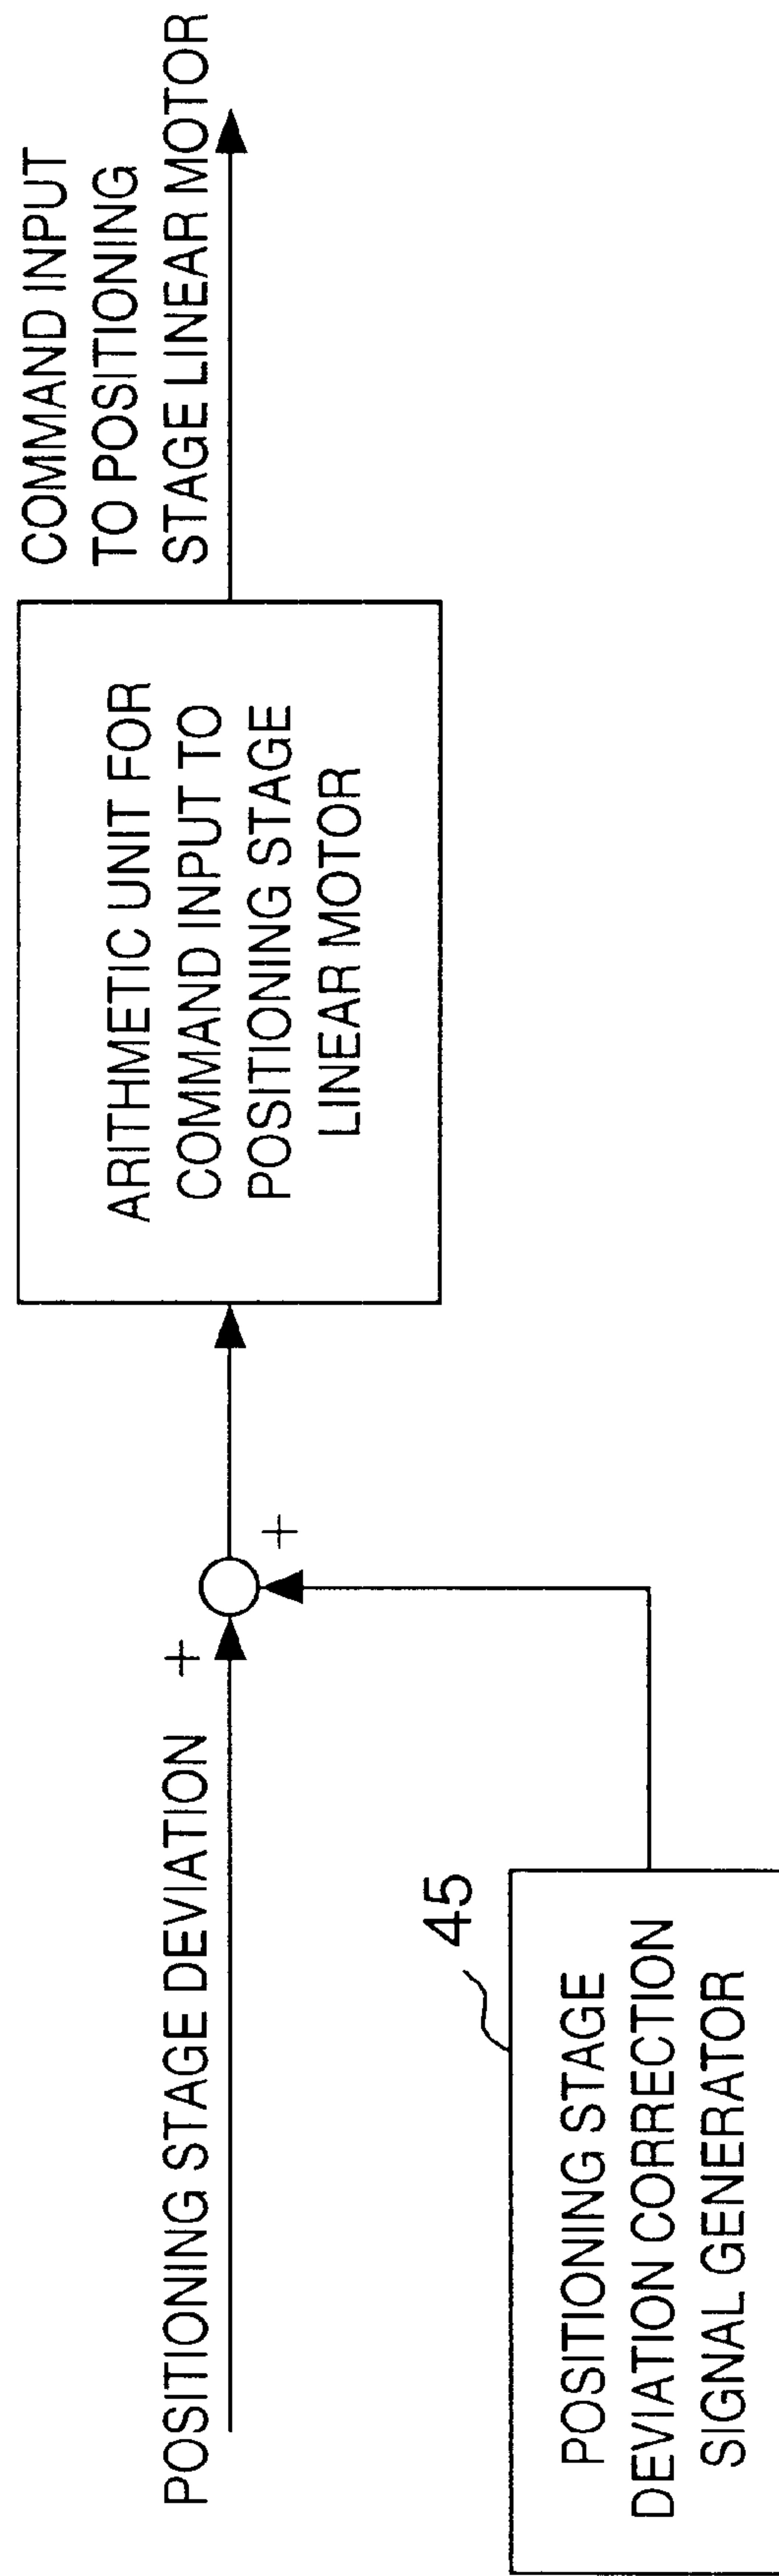 POSITIONING STAGE DEVIATION
+
+
ARITHMETIC UNIT FOR
COMMAND INPUT TO
POSITIONING STAGE
LINEAR MOTOR
COMMAND INPUT
TO POSITIONING
STAGE LINEAR MOTOR
45
POSITIONING STAGE
DEVIATION CORRECTION
SIGNAL GENERATOR